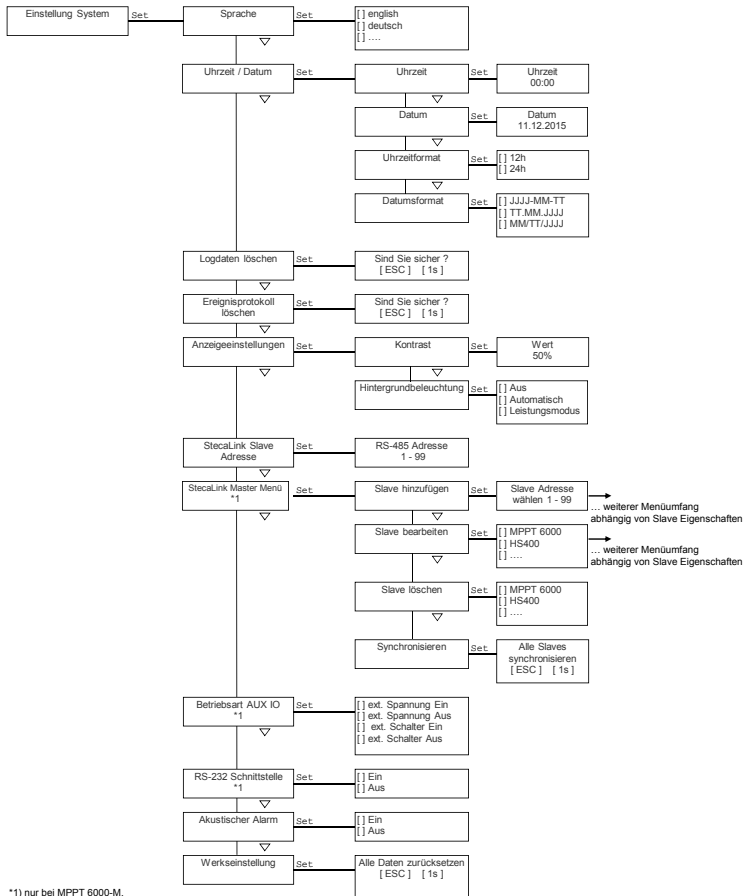 Einstellung System
Set
Sprache
Set
[ ] english
[ ] deutsch
[ ] ....
Uhrzeit / Datum
Set
Uhrzeit
Set
Uhrzeit
00:00
Datum
Set
Datum
11.12.2015
Uhrzeitformat
Set
[ ] 12h
[ ] 24h
Datumsformat
Set
[ ] JJJJ-MM-TT
[ ] TT.MM.JJJJ
[ ] MM/TT/JJJJ
Logdaten löschen
Set
Sind Sie sicher ?
[ ESC ] [ 1s ]
Ereignisprotokoll
löschen
Set
Sind Sie sicher ?
[ ESC ] [ 1s ]
Anzeigeeinstellungen
Set
Kontrast
Set
Wert
50%
Hintergrundbeleuchtung
Set
[ ] Aus
[ ] Automatisch
[ ] Leistungsmodus
StecaLink Slave
Adresse
Set
RS-485 Adresse
1 - 99
StecaLink Master Menü
*1
Set
Slave hinzufügen
Set
Slave Adresse
wählen 1 - 99
… weiterer Menüumfang
abhängig von Slave Eigenschaften
Slave bearbeiten
Set
[ ] MPPT 6000
[ ] HS400
[ ] ....
… weiterer Menüumfang
abhängig von Slave Eigenschaften
Slave löschen
Set
[ ] MPPT 6000
[ ] HS400
[ ] ....
Synchronisieren
Set
Alle Slaves
synchronisieren
[ ESC ] [ 1s ]
Betriebsart AUX IO
*1
Set
[ ] ext. Spannung Ein
[ ] ext. Spannung Aus
[ ] ext. Schalter Ein
[ ] ext. Schalter Aus
RS-232 Schnittstelle
*1
Set
[ ] Ein
[ ] Aus
Akustischer Alarm
Set
[ ] Ein
[ ] Aus
Werkseinstellung
Set
Alle Daten zurücksetzen
[ ESC ] [ 1s ]
*1) nur bei MPPT 6000-M.